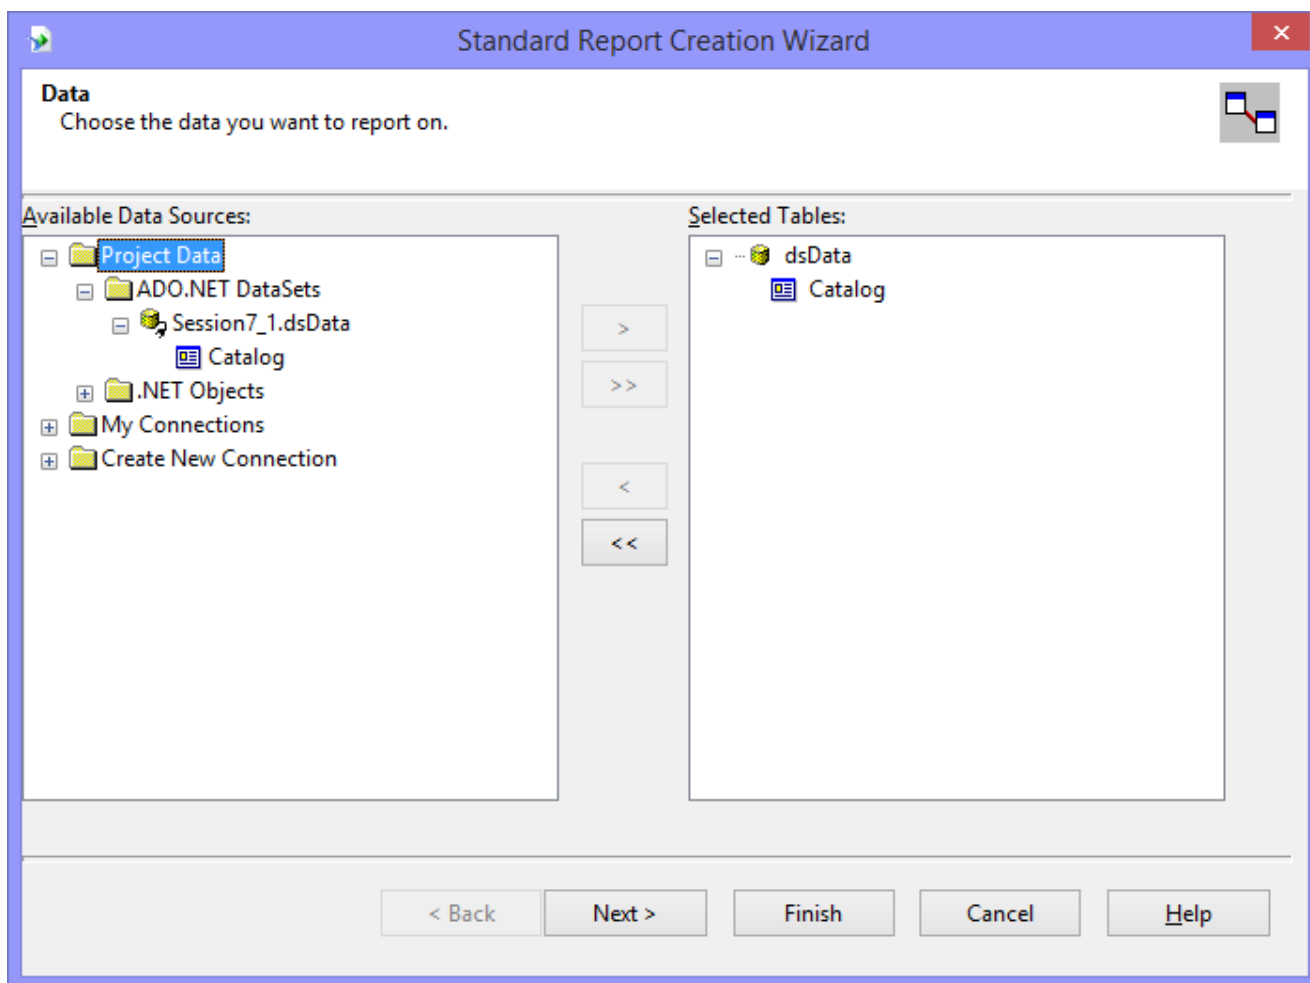 Standard Report Creation Wizard
Data
Choose the data you want to report on.
Available Data Sources:
Project Data
ADO.NET DataSets
Session7_1.dsData
Catalog
.NET Objects
My Connections
Create New Connection
>
>>
<
<<
Selected Tables:
dsData
Catalog
< Back
Next >
Finish
Cancel
Help